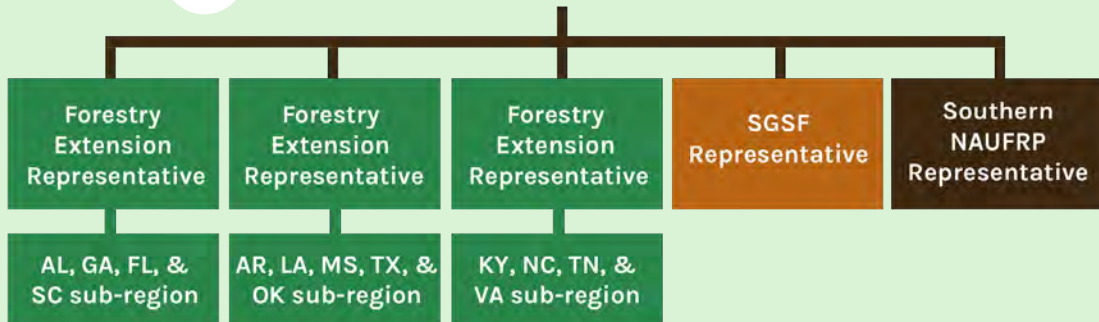 Forestry
Extension
Representative
Forestry
Extension
Representative
Forestry
Extension
Representative
SGSF
Representative
Southern
NAUFRP
Representative
AL, GA, FL, &
SC sub-region
AR, LA, MS, TX, &
OK sub-region
KY, NC, TN, &
VA sub-region